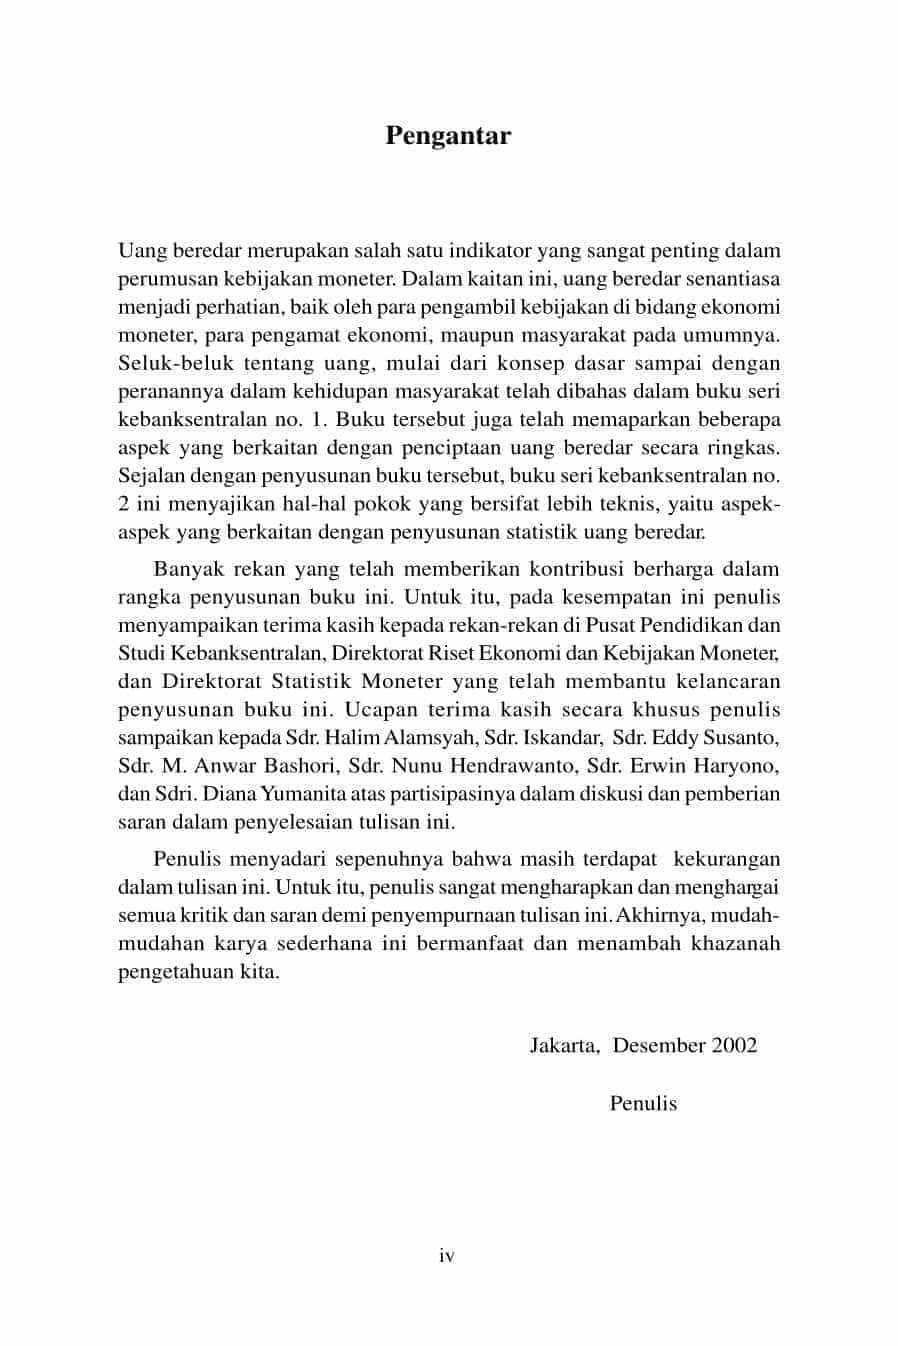 Pengantar
Uang beredar merupakan salah satu indikator yang sangat penting dalam
perumusan kebijakan moneter. Dalam kaitan ini, uang beredar senantiasa
menjadi perhatian, baik oleh para pengambil kebijakan di bidang ekonomi
moneter, para pengamat ekonomi, maupun masyarakat pada umumnya.
Seluk-beluk tentang uang, mulai dari konsep dasar sampai dengan
peranannya dalam kehidupan masyarakat telah dibahas dalam buku seri
kebanksentralan no. 1. Buku tersebut juga telah memaparkan beberapa
aspek yang berkaitan dengan penciptaan uang beredar secara ringkas.
Sejalan dengan penyusunan buku tersebut, buku seri kebanksentralan no.
2 ini menyajikan hal-hal pokok yang bersifat lebih teknis, yaitu aspek-
aspek yang berkaitan dengan penyusunan statistik uang beredar.
Banyak rekan yang telah memberikan kontribusi berharga dalam
rangka penyusunan buku ini. Untuk itu, pada kesempatan ini penulis
menyampaikan terima kasih kepada rekan-rekan di Pusat Pendidikan dan
Studi Kebanksentralan, Direktorat Riset Ekonomi dan Kebijakan Moneter,
dan Direktorat Statistik Moneter yang telah membantu kelancaran
penyusunan buku ini. Ucapan terima kasih secara khusus penulis
sampaikan kepada Sdr. Halim Alamsyah, Sdr. Iskandar, Sdr. Eddy Susanto,
Sdr. M. Anwar Bashori, Sdr. Nunu Hendrawanto, Sdr. Erwin Haryono,
dan Sdri. Diana Yumanita atas partisipasinya dalam diskusi dan pemberian
saran dalam penyelesaian tulisan ini.
Penulis menyadari sepenuhnya bahwa masih terdapat kekurangan
dalam tulisan ini. Untuk itu, penulis sangat mengharapkan dan menghargai
semua kritik dan saran demi penyempurnaan tulisan ini. Akhirnya, mudah-
mudahan karya sederhana ini bermanfaat dan menambah khazanah
pengetahuan kita.
Jakarta, Desember 2002
Penulis
iv